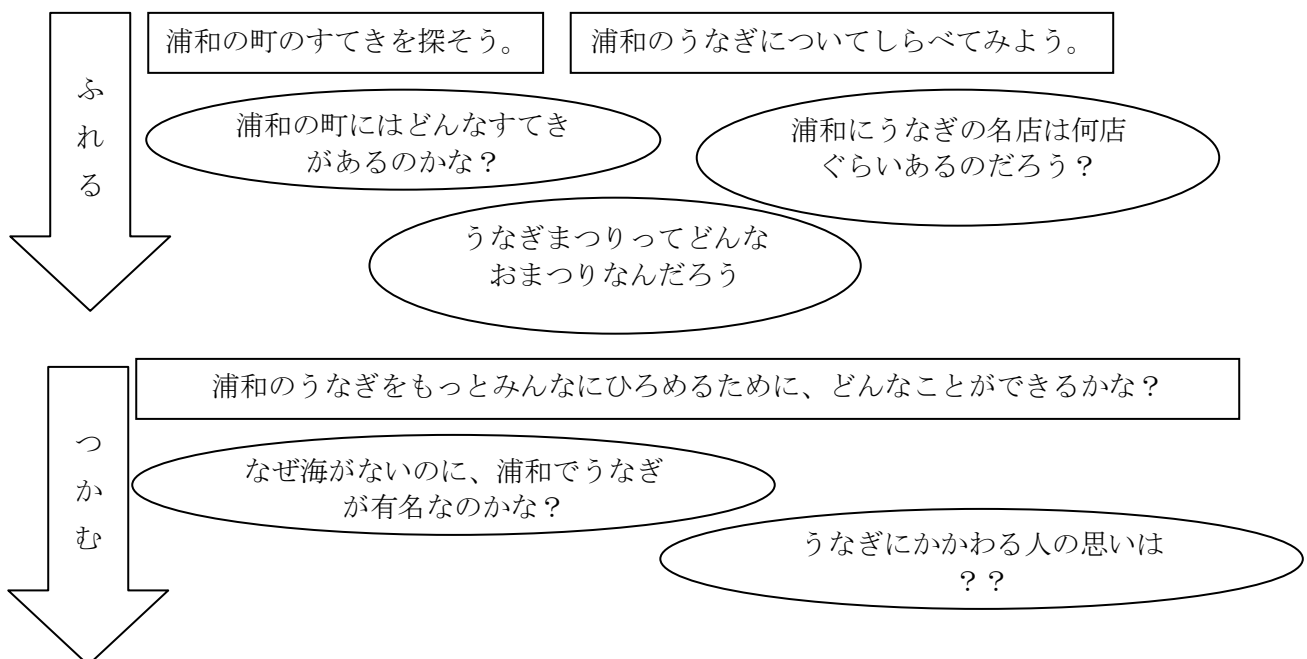 浦和の町のすてきを探そう。
浦和のうなぎについてしらべてみよう。
ふれる
浦和の町にはどんなすてき
があるのかな？
浦和にうなぎの名店は何店
ぐらいあるのだろう？
うなぎまつりってどんな
おまつりなんだろう
浦和のうなぎをもっとみんなにひろめるために、どんなことができるかな？
つかむ
なぜ海がないのに、浦和でうなぎ
が有名なのかな？
うなぎにかかわる人の思いは
？？